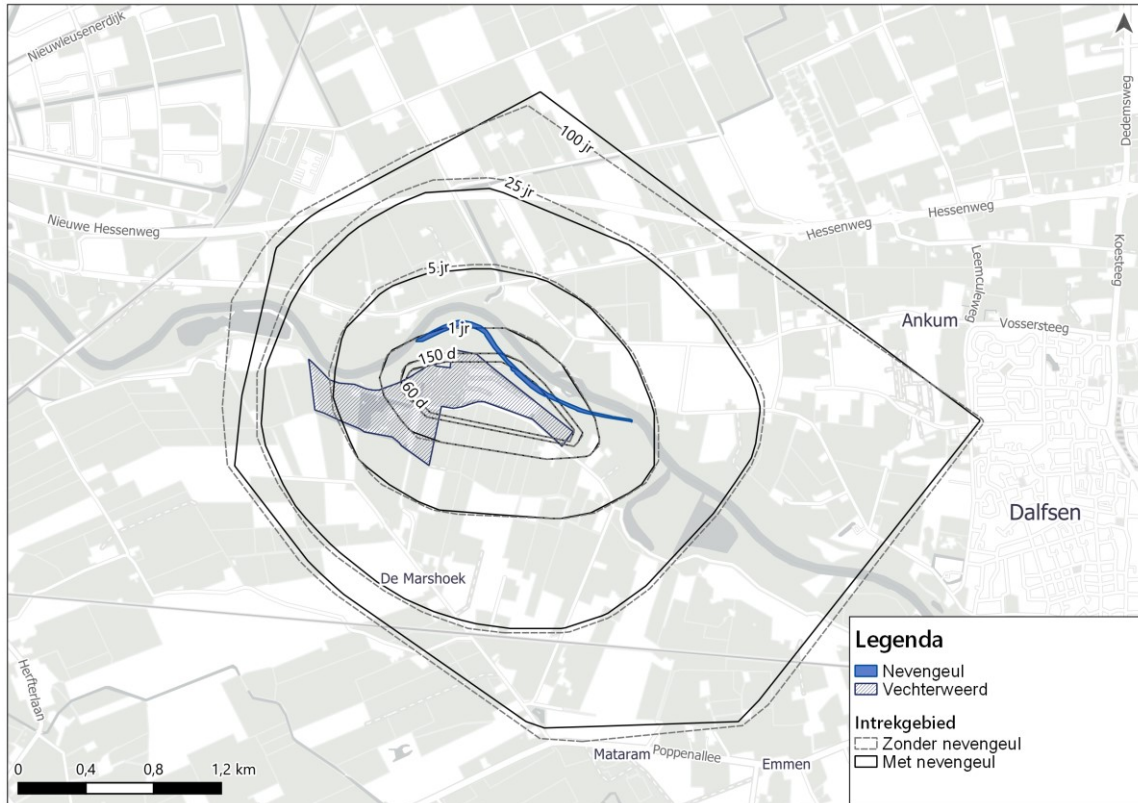 Nieuwleusenerdijk
Dedemsweg
100 jr
25 jr
Nieuwe Hessenweg
Hessenweg
Hessenweg
Koesteeg
Leemculeweg
5 jr
Ankum
Vossersteeg
1 jr
150 d
60 d
Dalfsen
De Marshoek
Herfterlaan
Mataram
Poppenallee
Emmen
Legenda
Nevengeul
Vechterweerd
Intrekgebied
Zonder nevengeul
Met nevengeul
0 0,4 0,8 1,2 km